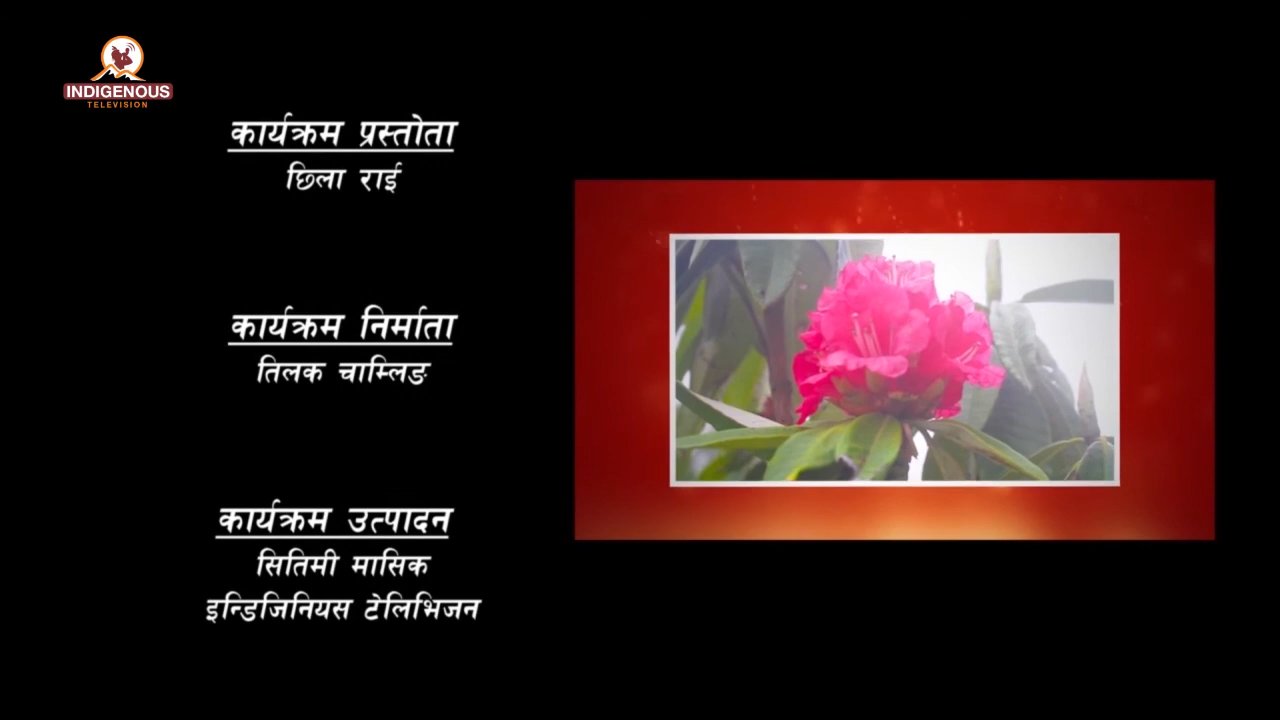 INDIGENOUS
TELEVISION
कार्यक्रम प्रस्तोता
छिला राई
कार्यक्रम निर्माता
तिलक चाम्लिङ
कार्यक्रम उत्पादन
सितिमी मासिक
इन्डिजिनियस टेलिभिजन